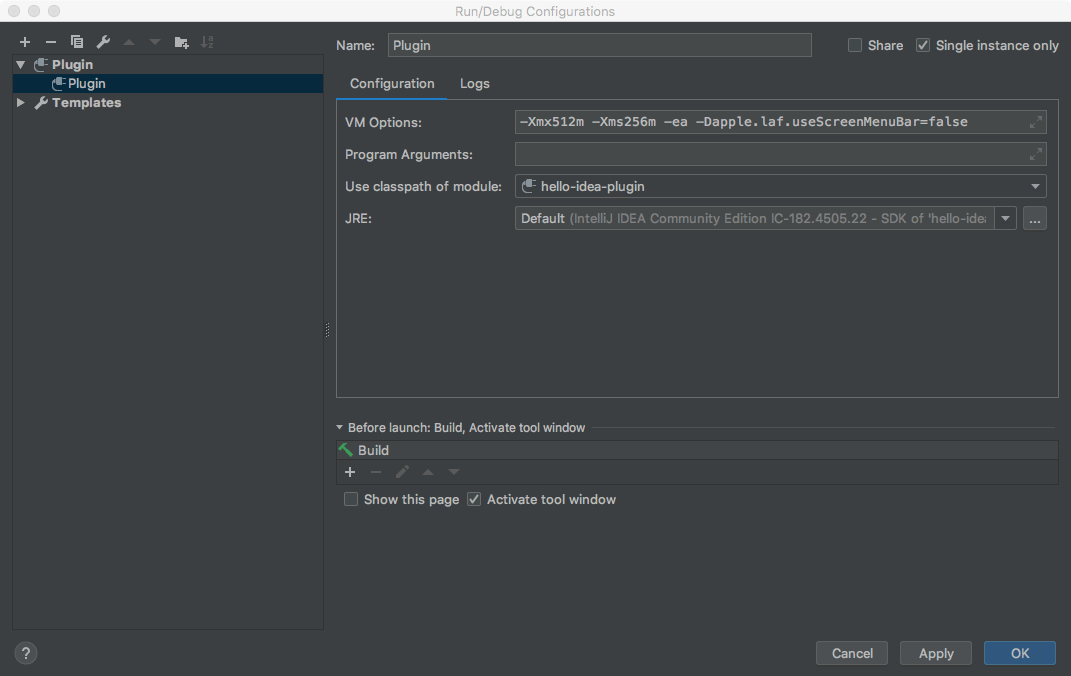 Run/Debug Configurations
Plugin
Plugin
Templates
Name: Plugin Share Single instance only
Configuration Logs
VM Options: -Xmx512m -Xms256m -ea -Dapple.laf.useScreenMenuBar=false
Program Arguments:
Use classpath of module: hello-idea-plugin
JRE: Default (IntelliJ IDEA Community Edition IC-182.4505.22 - SDK of 'hello-idea
...
Before launch: Build, Activate tool window
Build
Show this page Activate tool window
? Cancel Apply OK